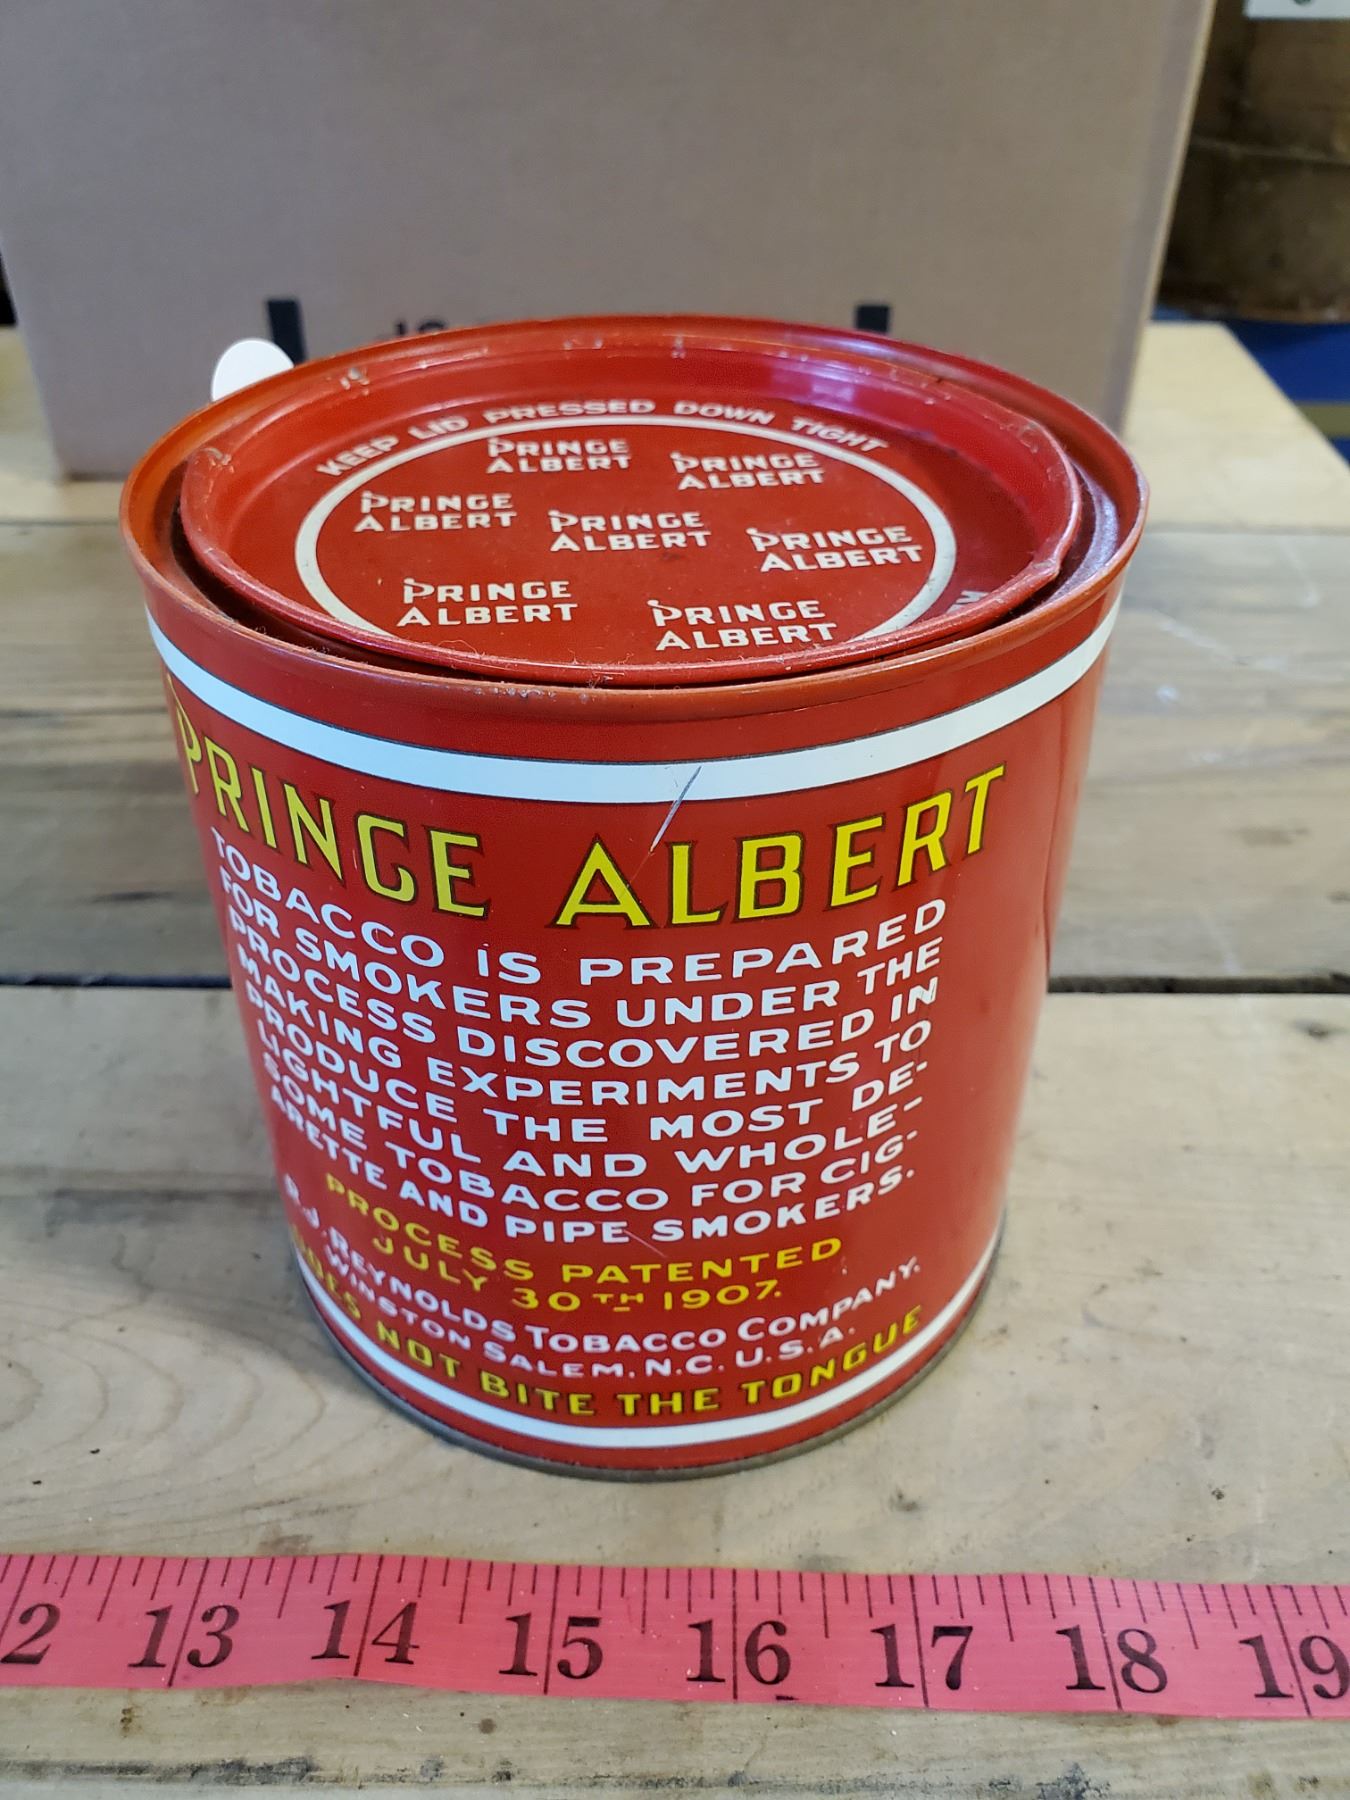 KEEP LID PRESSED DOWN TIGHT
PRINCE
ALBERT
PRINCE
ALBERT
PRINCE
ALBERT
PRINCE
ALBERT
PRINCE
ALBERT
PRINCE
ALBERT
PRINCE
ALBERT
PRINCE ALBERT
TOBACCO IS PREPARED
FOR SMOKERS UNDER THE
PROCESS DISCOVERED IN
MAKING EXPERIMENTS TO
PRODUCE THE MOST DE-
LIGHTFUL AND WHOLE-
SOME TOBACCO FOR CIG-
ARETTE AND PIPE SMOKERS.
PROCESS PATENTED
JULY 30TH 1907.
R.J. REYNOLDS TOBACCO COMPANY.
WINSTON SALEM, N.C. U.S.A.
DOES NOT BITE THE TONGUE
2 13 14 15 16 17 18 19